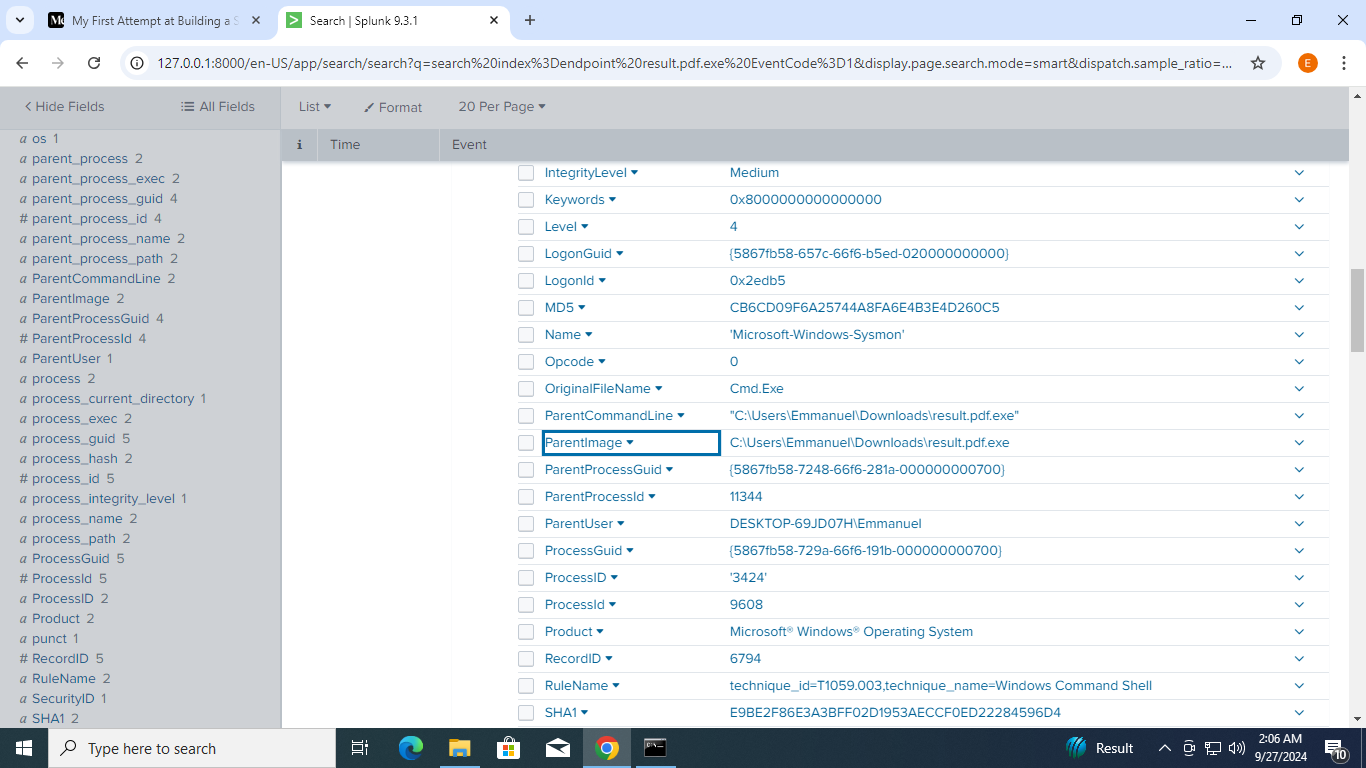 My First Attempt at Building a S
Search | Splunk 9.3.1
127.0.0.1:8000/en-US/app/search/search?q=search%20index%3Dendpoint%20result.pdf.exe%20EventCode%3D1&display.page.search.mode=smart&dispatch.sample_ratio=...
E
Hide Fields
All Fields
List
Format
20 Per Page
i
Time
Event
a os 1
a parent_process 2
a parent_process_exec 2
a parent_process_guid 4
# parent_process_id 4
a parent_process_name 2
a parent_process_path 2
a ParentCommandLine 2
a ParentImage 2
a ParentProcessGuid 4
# ParentProcessId 4
a ParentUser 1
a process 2
a process_current_directory 1
a process_exec 2
a process_guid 5
a process_hash 2
# process_id 5
a process_integrity_level 1
a process_name 2
a process_path 2
a ProcessGuid 5
# ProcessId 5
a ProcessID 2
a Product 2
a punct 1
# RecordID 5
a RuleName 2
a SecurityID 1
a SHA1 2
IntegrityLevel Medium
Keywords 0x8000000000000000
Level 4
LogonGuid {5867fb58-657c-66f6-b5ed-020000000000}
LogonId 0x2edb5
MD5 CB6CD09F6A25744A8FA6E4B3E4D260C5
Name 'Microsoft-Windows-Sysmon'
Opcode 0
OriginalFileName Cmd.Exe
ParentCommandLine "C:\Users\Emmanuel\Downloads\result.pdf.exe"
ParentImage C:\Users\Emmanuel\Downloads\result.pdf.exe
ParentProcessGuid {5867fb58-7248-66f6-281a-000000000700}
ParentProcessId 11344
ParentUser DESKTOP-69JD07H\Emmanuel
ProcessGuid {5867fb58-729a-66f6-191b-000000000700}
ProcessID '3424'
ProcessId 9608
Product Microsoft® Windows® Operating System
RecordID 6794
RuleName technique_id=T1059.003,technique_name=Windows Command Shell
SHA1 E9BE2F86E3A3BFF02D1953AECCF0ED22284596D4
Type here to search
Result
2:06 AM
9/27/2024
10